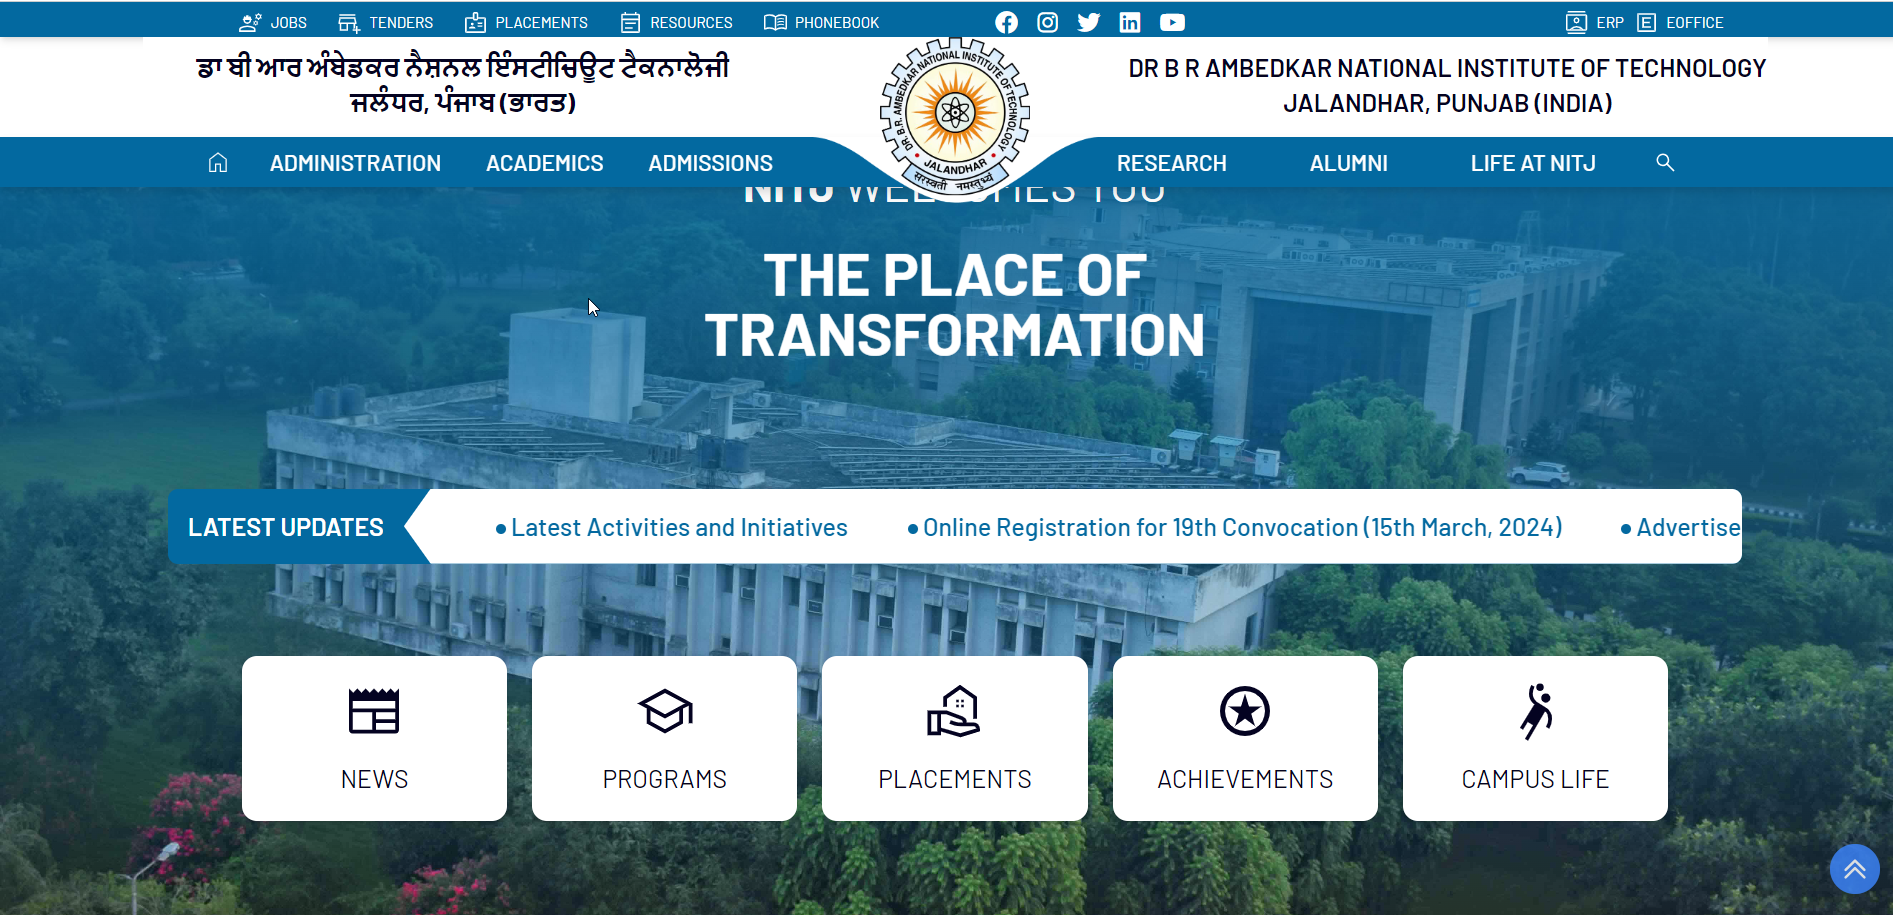 JOBS TENDERS PLACEMENTS RESOURCES PHONEBOOK ERP EOFFICE
ਡਾ ਬੀ ਆਰ ਅੰਬੇਡਕਰ ਨੈਸ਼ਨਲ ਇੰਸਟੀਚਿਊਟ ਟੈਕਨਾਲੋਜੀ
ਜਲੰਧਰ, ਪੰਜਾਬ (ਭਾਰਤ)
DR. B.R. AMBEDKAR NATIONAL INSTITUTE OF TECHNOLOGY
JALANDHAR
सरस्वती नमस्तुभ्यं
DR B R AMBEDKAR NATIONAL INSTITUTE OF TECHNOLOGY
JALANDHAR, PUNJAB (INDIA)
ADMINISTRATION ACADEMICS ADMISSIONS RESEARCH ALUMNI LIFE AT NITJ
NITJ WELCOMES YOU
THE PLACE OF
TRANSFORMATION
LATEST UPDATES • Latest Activities and Initiatives • Online Registration for 19th Convocation (15th March, 2024) • Advertise
NEWS PROGRAMS PLACEMENTS ACHIEVEMENTS CAMPUS LIFE